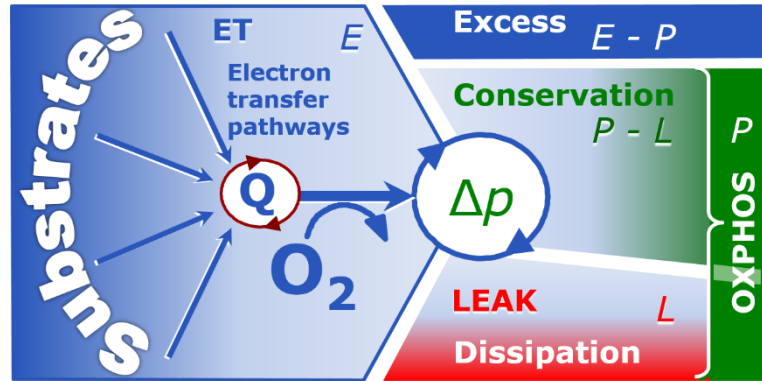 Substrates
ET
E
Electron
transfer
pathways
Q
O₂
Δp
Excess
E - P
Conservation
P - L
LEAK
L
Dissipation
P
OXPHOS